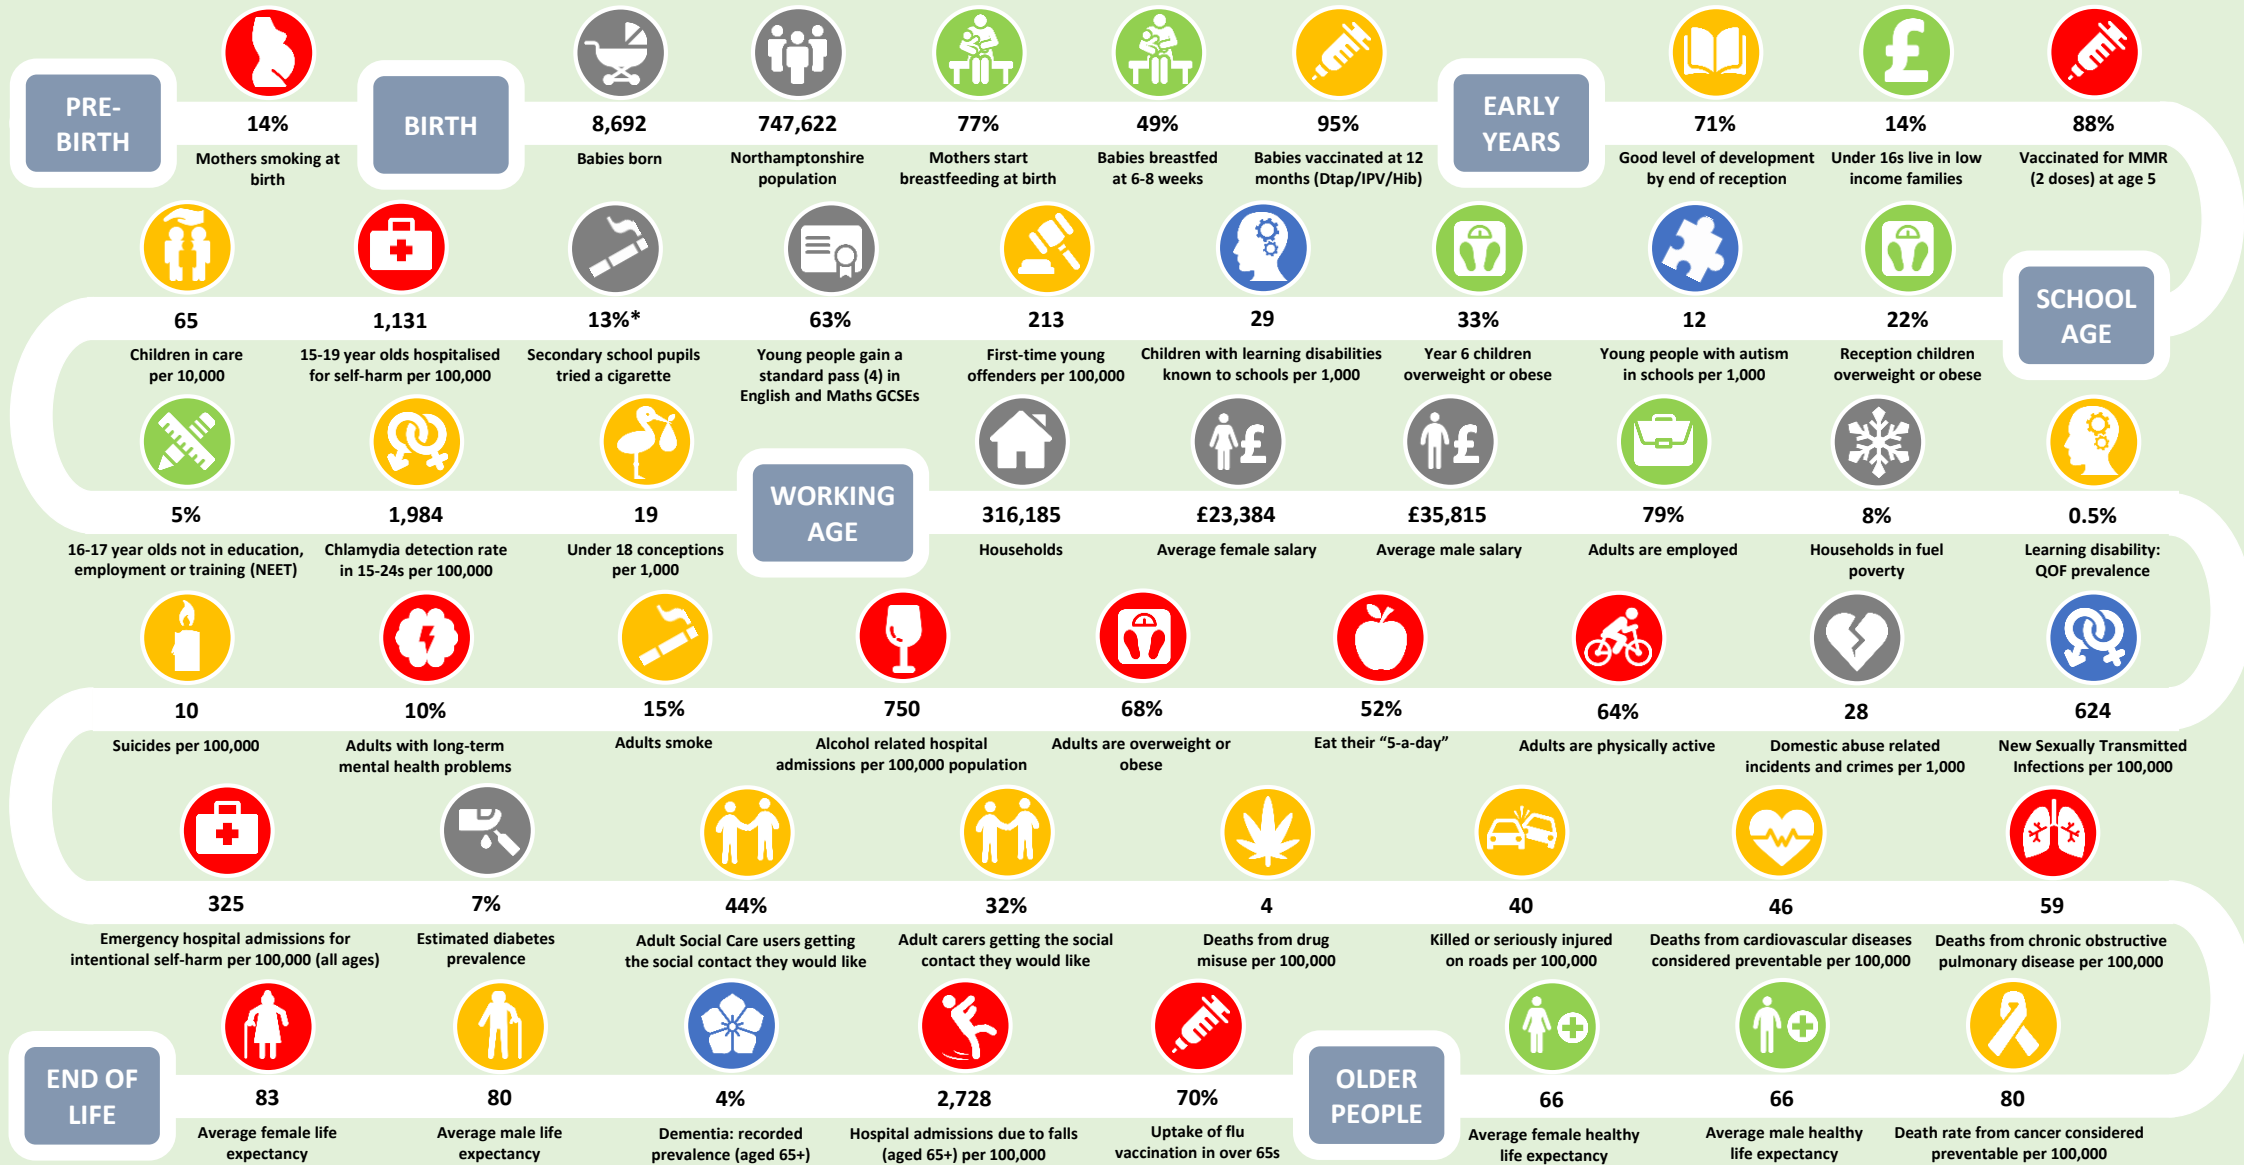 PRE-
BIRTH
14%
Mothers smoking at
birth
BIRTH
8,692
Babies born
747,622
Northamptonshire
population
77%
Mothers start
breastfeeding at birth
49%
Babies breastfed
at 6-8 weeks
95%
Babies vaccinated at 12
months (Dtap/IPV/Hib)
EARLY
YEARS
71%
Good level of development
by end of reception
14%
Under 16s live in low
income families
88%
Vaccinated for MMR
(2 doses) at age 5
65
Children in care
per 10,000
1,131
15-19 year olds hospitalised
for self-harm per 100,000
13%*
Secondary school pupils
tried a cigarette
63%
Young people gain a
standard pass (4) in
English and Maths GCSEs
213
First-time young
offenders per 100,000
29
Children with learning disabilities
known to schools per 1,000
33%
Year 6 children
overweight or obese
12
Young people with autism
in schools per 1,000
22%
Reception children
overweight or obese
SCHOOL
AGE
5%
16-17 year olds not in education,
employment or training (NEET)
1,984
Chlamydia detection rate
in 15-24s per 100,000
19
Under 18 conceptions
per 1,000
WORKING
AGE
316,185
Households
£
£23,384
Average female salary
£
£35,815
Average male salary
79%
Adults are employed
8%
Households in fuel
poverty
0.5%
Learning disability:
QOF prevalence
10
Suicides per 100,000
10%
Adults with long-term
mental health problems
15%
Adults smoke
750
Alcohol related hospital
admissions per 100,000 population
68%
Adults are overweight or
obese
52%
Eat their “5-a-day”
64%
Adults are physically active
28
Domestic abuse related
incidents and crimes per 1,000
624
New Sexually Transmitted
Infections per 100,000
325
Emergency hospital admissions for
intentional self-harm per 100,000 (all ages)
7%
Estimated diabetes
prevalence
44%
Adult Social Care users getting
the social contact they would like
32%
Adult carers getting the social
contact they would like
4
Deaths from drug
misuse per 100,000
40
Killed or seriously injured
on roads per 100,000
46
Deaths from cardiovascular diseases
considered preventable per 100,000
59
Deaths from chronic obstructive
pulmonary disease per 100,000
END OF
LIFE
83
Average female life
expectancy
80
Average male life
expectancy
4%
Dementia: recorded
prevalence (aged 65+)
2,728
Hospital admissions due to falls
(aged 65+) per 100,000
70%
Uptake of flu
vaccination in over 65s
OLDER
PEOPLE
66
Average female healthy
life expectancy
66
Average male healthy
life expectancy
80
Death rate from cancer considered
preventable per 100,000